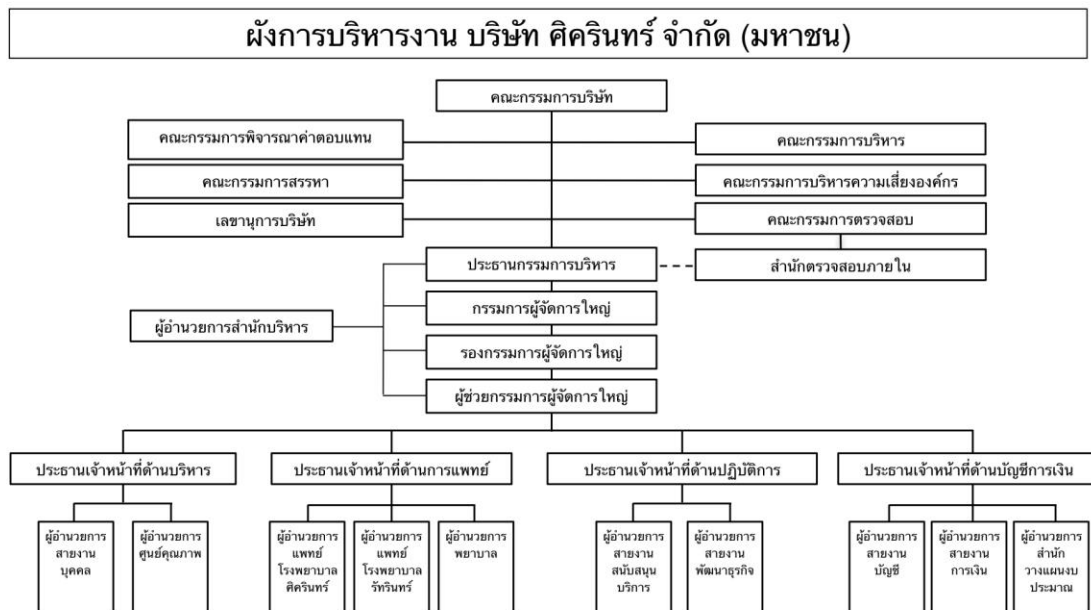 ผังการบริหารงาน บริษัท ศิครินทร์ จำกัด (มหาชน)
คณะกรรมการบริษัท
คณะกรรมการพิจารณาค่าตอบแทน
คณะกรรมการบริหาร
คณะกรรมการสรรหา
คณะกรรมการบริหารความเสี่ยงองค์กร
เลขานุการบริษัท
คณะกรรมการตรวจสอบ
ประธานกรรมการบริหาร
สำนักตรวจสอบภายใน
กรรมการผู้จัดการใหญ่
ผู้อำนวยการสำนักบริหาร
รองกรรมการผู้จัดการใหญ่
ผู้ช่วยกรรมการผู้จัดการใหญ่
ประธานเจ้าหน้าที่ด้านบริหาร
ประธานเจ้าหน้าที่ด้านการแพทย์
ประธานเจ้าหน้าที่ด้านปฏิบัติการ
ประธานเจ้าหน้าที่ด้านบัญชีการเงิน
ผู้อำนวยการ
สายงาน
บุคคล
ผู้อำนวยการ
ศูนย์คุณภาพ
ผู้อำนวยการ
แพทย์
โรงพยาบาล
ศิครินทร์
ผู้อำนวยการ
แพทย์
โรงพยาบาล
รัทรินทร์
ผู้อำนวยการ
พยาบาล
ผู้อำนวยการ
สายงาน
สนับสนุน
บริการ
ผู้อำนวยการ
สายงาน
พัฒนาธุรกิจ
ผู้อำนวยการ
สายงาน
บัญชี
ผู้อำนวยการ
สายงาน
การเงิน
ผู้อำนวยการ
สำนัก
วางแผนงบ
ประมาณ